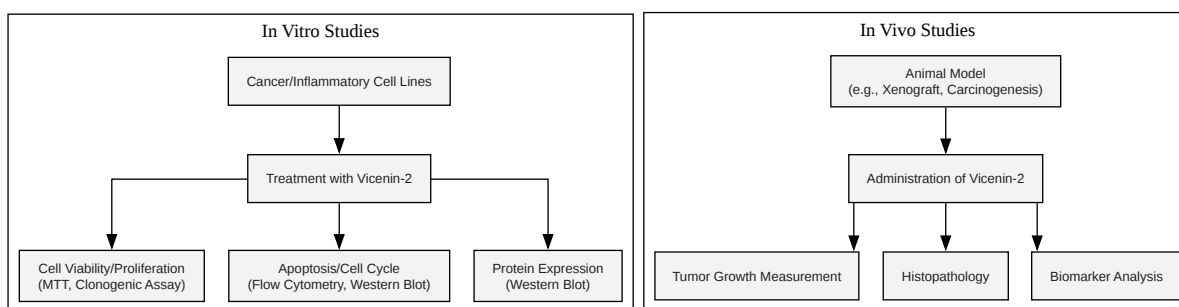 In Vitro Studies
Cancer/Inflammatory Cell Lines
Treatment with Vicenin-2
Cell Viability/Proliferation
(MTT, Clonogenic Assay)
Apoptosis/Cell Cycle
(Flow Cytometry, Western Blot)
Protein Expression
(Western Blot)
In Vivo Studies
Animal Model
(e.g., Xenograft, Carcinogenesis)
Administration of Vicenin-2
Tumor Growth Measurement
Histopathology
Biomarker Analysis